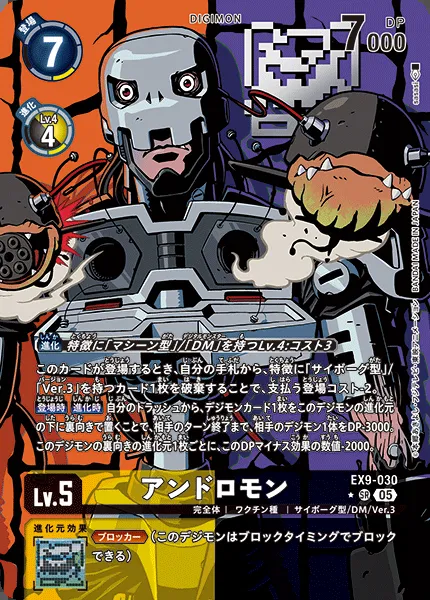 登場
7
DIGIMON
DP
7000
進化
Lv.4
4
BANDAI MADE IN JAPAN
進化 特徴に「マシーン型」/「DM」を持つLv.4:コスト3
このカードが登場するとき、自分の手札から、特徴に「サイボーグ型」/
「Ver.3」を持つカード1枚を破棄することで、支払う登場コスト-2。
登場時 進化時 自分のトラッシュから、デジモンカード1枚をこのデジモンの進化元
の下に裏向きで置くことで、相手のターン終了まで、相手のデジモン1体をDP-3000。
このデジモンの裏向きの進化元1枚ごとに、このDPマイナス効果の数値-2000。
EX9-030
Lv.5
アンドロモン
SR
05
完全体 | ワクチン種 | サイボーグ型/DM/Ver.3
進化元効果
ブロッカー (このデジモンはブロックタイミングでブロック
できる)